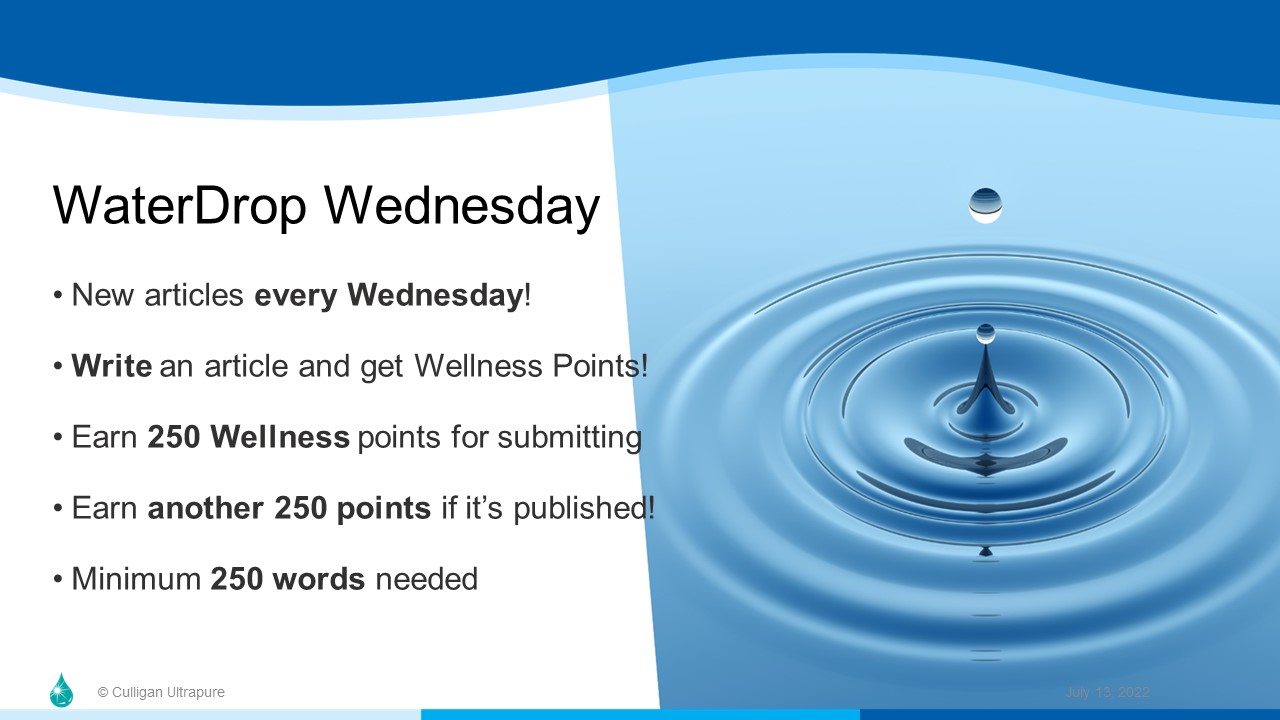 WaterDrop Wednesday
• New articles every Wednesday!
• Write an article and get Wellness Points!
• Earn 250 Wellness points for submitting
• Earn another 250 points if it’s published!
• Minimum 250 words needed
© Culligan Ultrapure
July 13, 2022